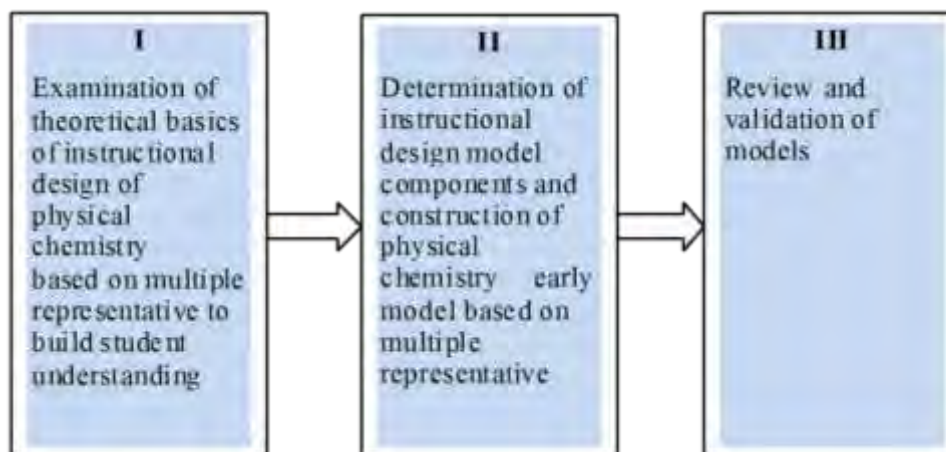 I
Examination of
theoretical basics
of instructional
design of
physical
chemistry
based on multiple
representative to
build student
understanding
II
Determination of
instructional
design model
components and
construction of
physical
chemistry early
model based on
multiple
representative
III
Review and
validation of
models